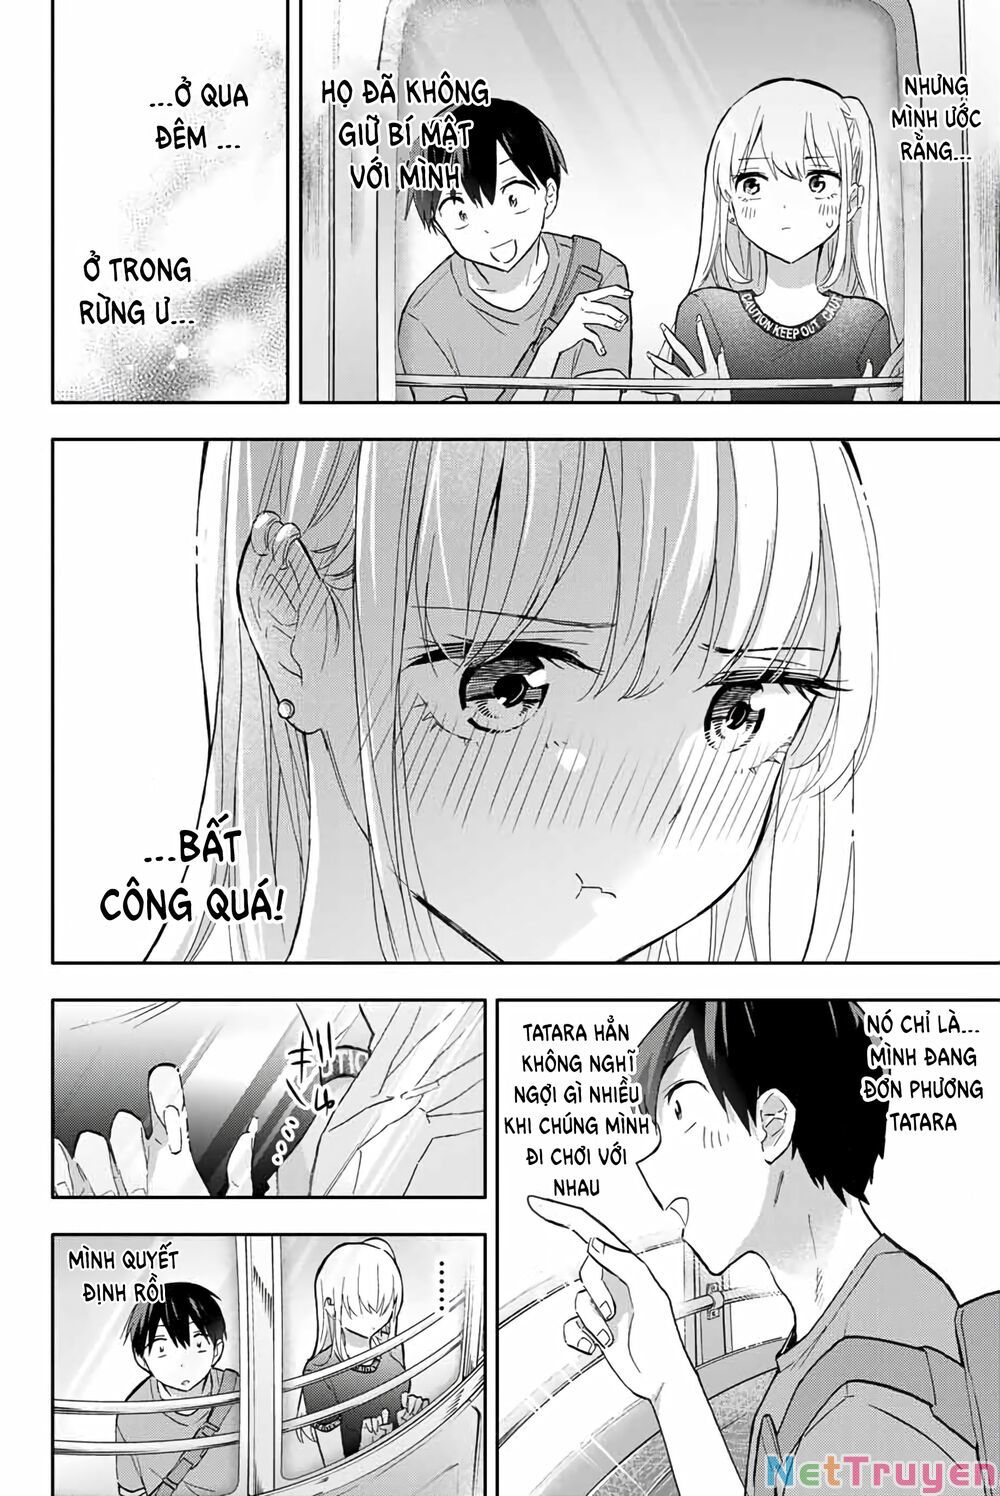 NHƯNG
MÌNH ƯỚC
RẰNG...
HỌ ĐÃ KHÔNG
GIỮ BÍ MẬT
VỚI MÌNH
CAUTION KEEP OUT CAU
...Ở QUA
ĐÊM ...
Ở TRONG
RỪNG Ư...
...BẤT
CÔNG QUÁ!
NÓ CHỈ LÀ...
MÌNH ĐANG
ĐƠN PHƯƠNG
TATARA
TATARA HẲN
KHÔNG NGHĨ
NGỢI GÌ NHIỀU
KHI CHÚNG MÌNH
ĐI CHƠI VỚI
NHAU
MÌNH QUYẾT
ĐỊNH RỒI
NetTruyen